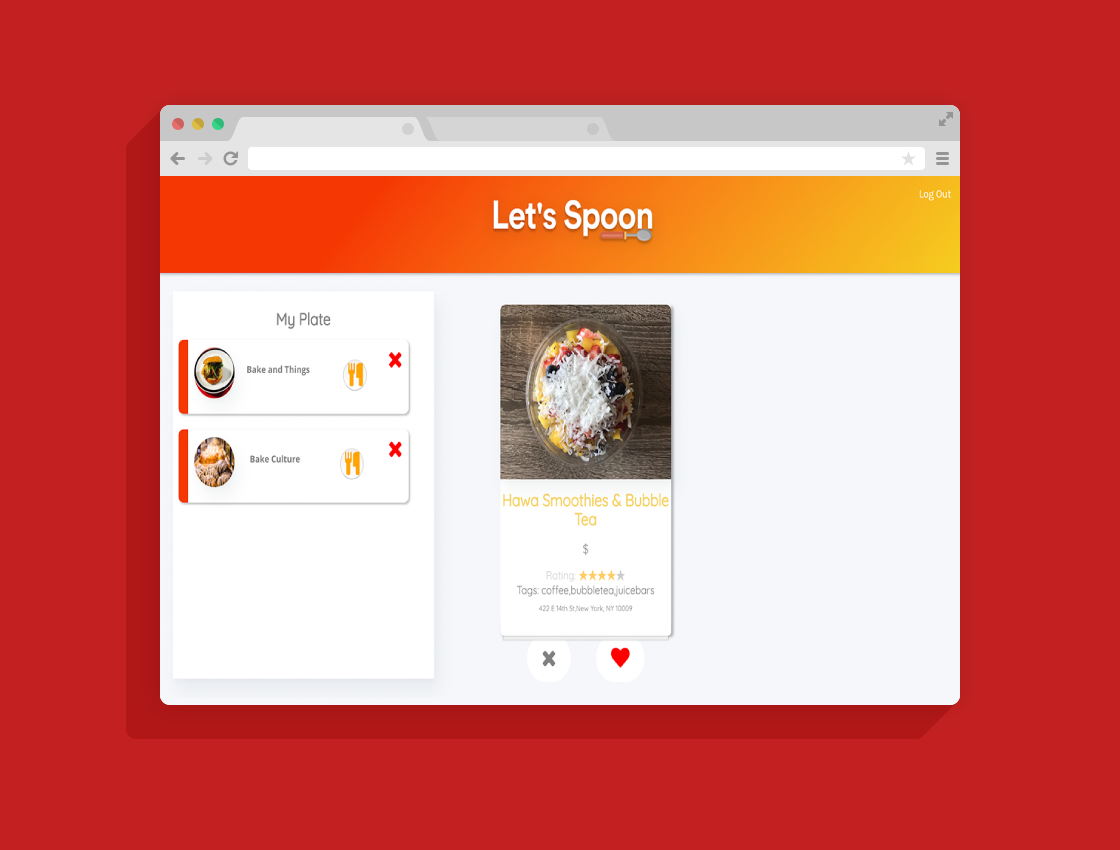 Log Out
Let's Spoon
My Plate
Bake and Things
Bake Culture
Hawa Smoothies & Bubble
Tea
$
Rating:
Tags: coffee,bubbletea,juicebars
422 E 14th St,New York, NY 10009